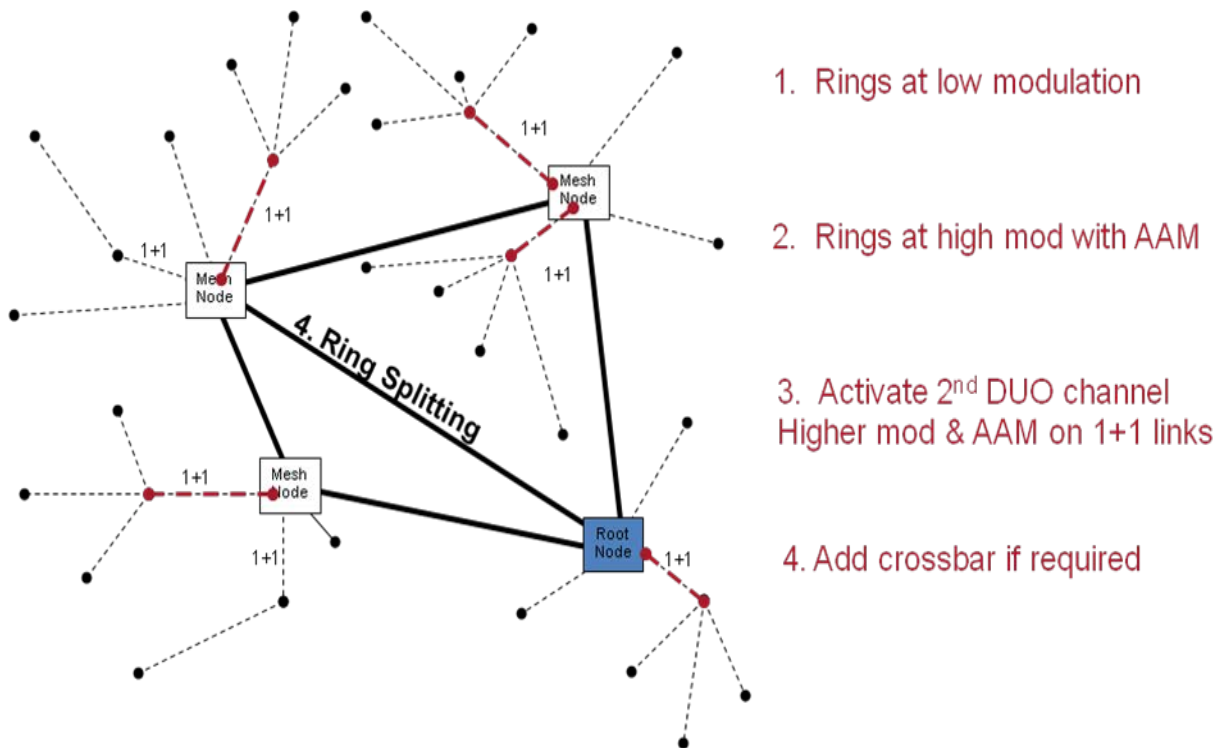 1+1
Mesh
Node
1+1
1+1
1+1
Mesh
Node
4. Ring Splitting
1+1
Mesh
Node
1+1
Root
Node
1+1
1. Rings at low modulation
2. Rings at high mod with AAM
3. Activate 2nd DUO channel
Higher mod & AAM on 1+1 links
4. Add crossbar if required